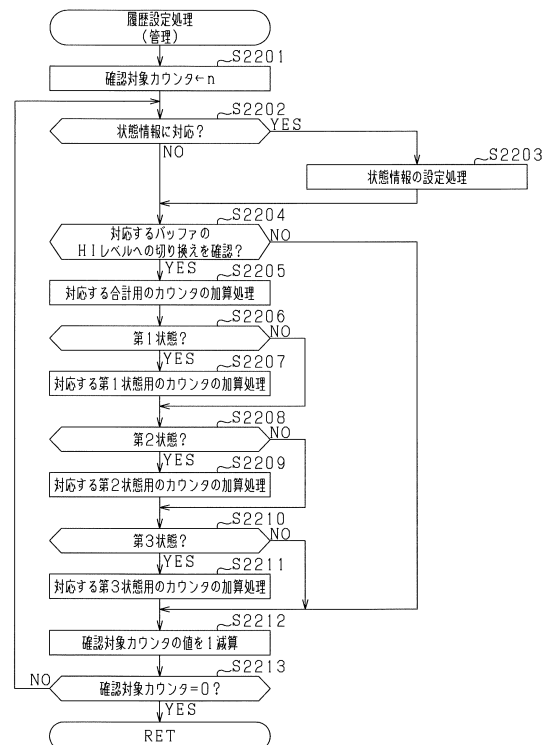 履歴設定処理
(管理)
S2201
確認対象カウンタ←n
S2202
状態情報に対応?
YES
NO
S2203
状態情報の設定処理
S2204
対応するバッファの
HIレベルへの切り換えを確認?
NO
YES
S2205
対応する合計用のカウンタの加算処理
S2206
第1状態?
NO
YES
S2207
対応する第1状態用のカウンタの加算処理
S2208
第2状態?
NO
YES
S2209
対応する第2状態用のカウンタの加算処理
S2210
第3状態?
NO
YES
S2211
対応する第3状態用のカウンタの加算処理
S2212
確認対象カウンタの値を1減算
S2213
NO
確認対象カウンタ=0?
YES
RET